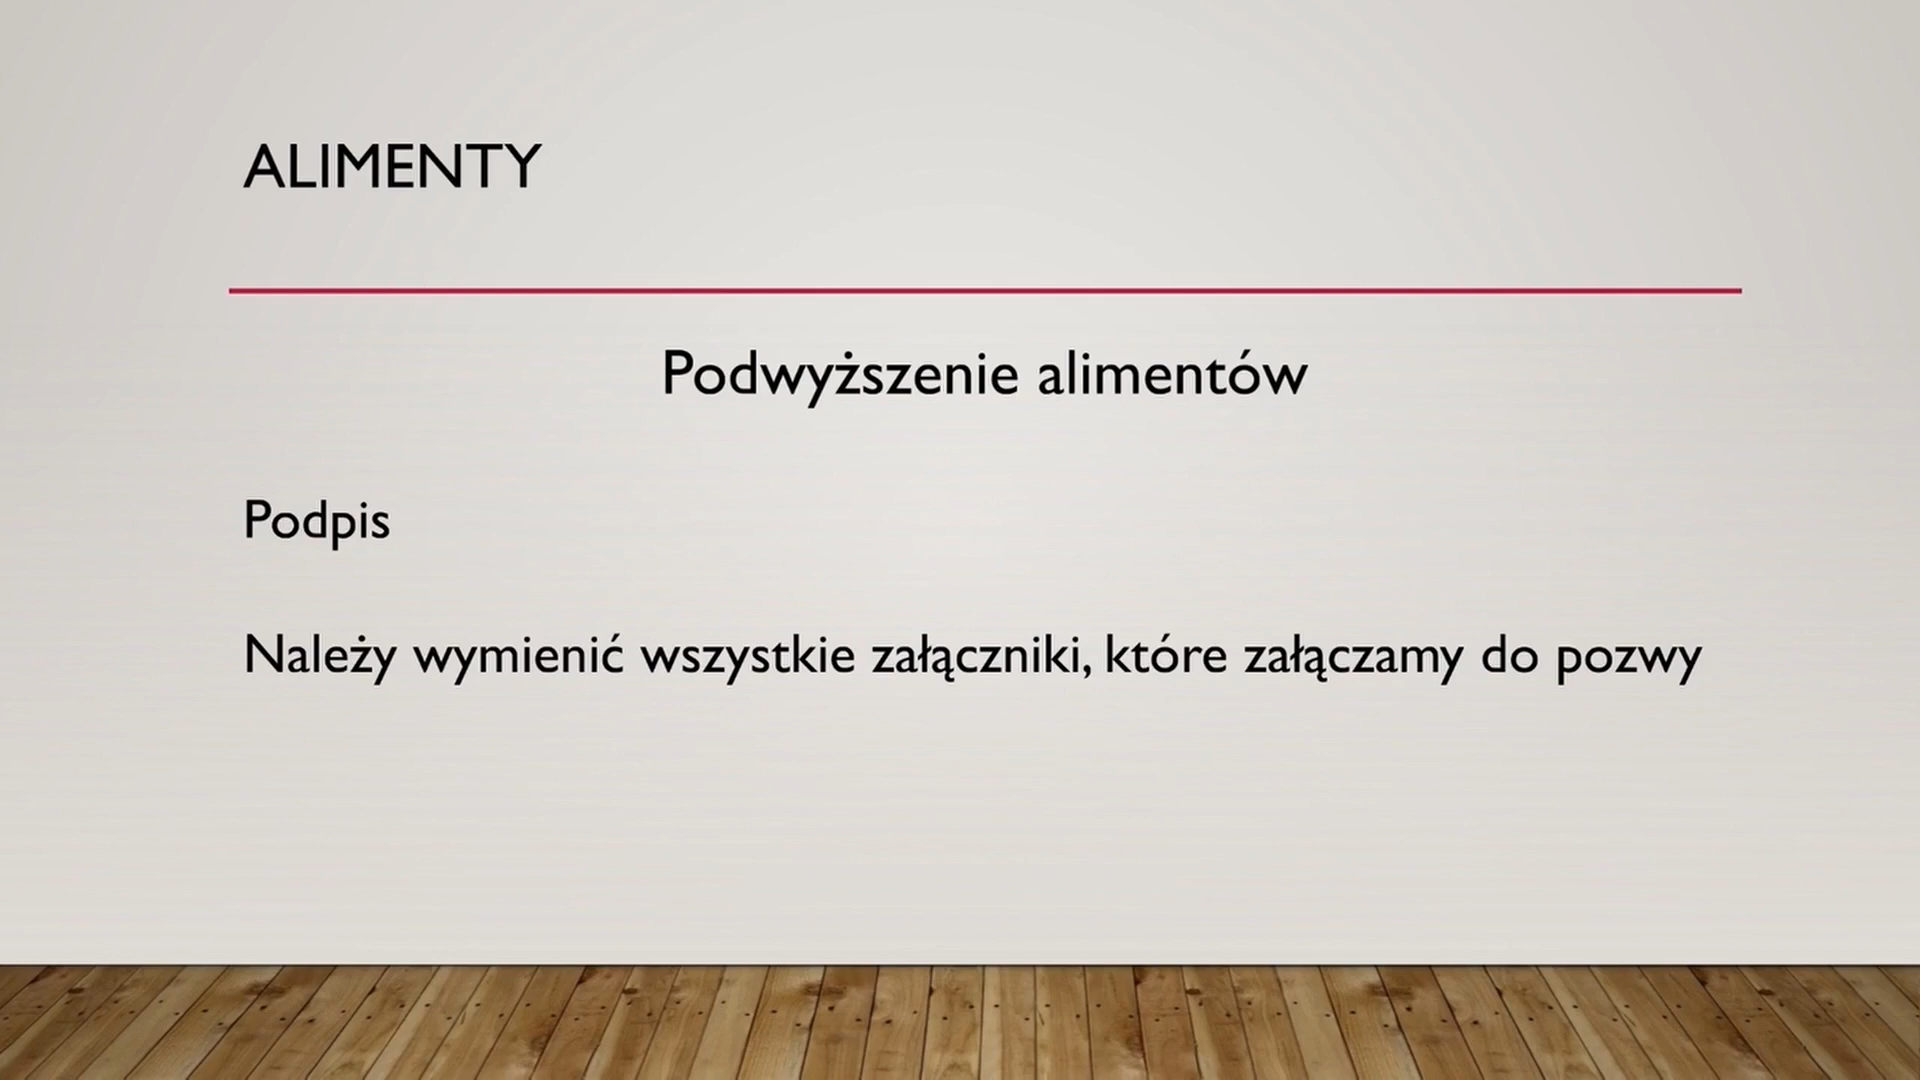 ALIMENTY
Podwyższenie alimentów
Podpis
Należy wymienić wszystkie załączniki, które załączamy do pozwy